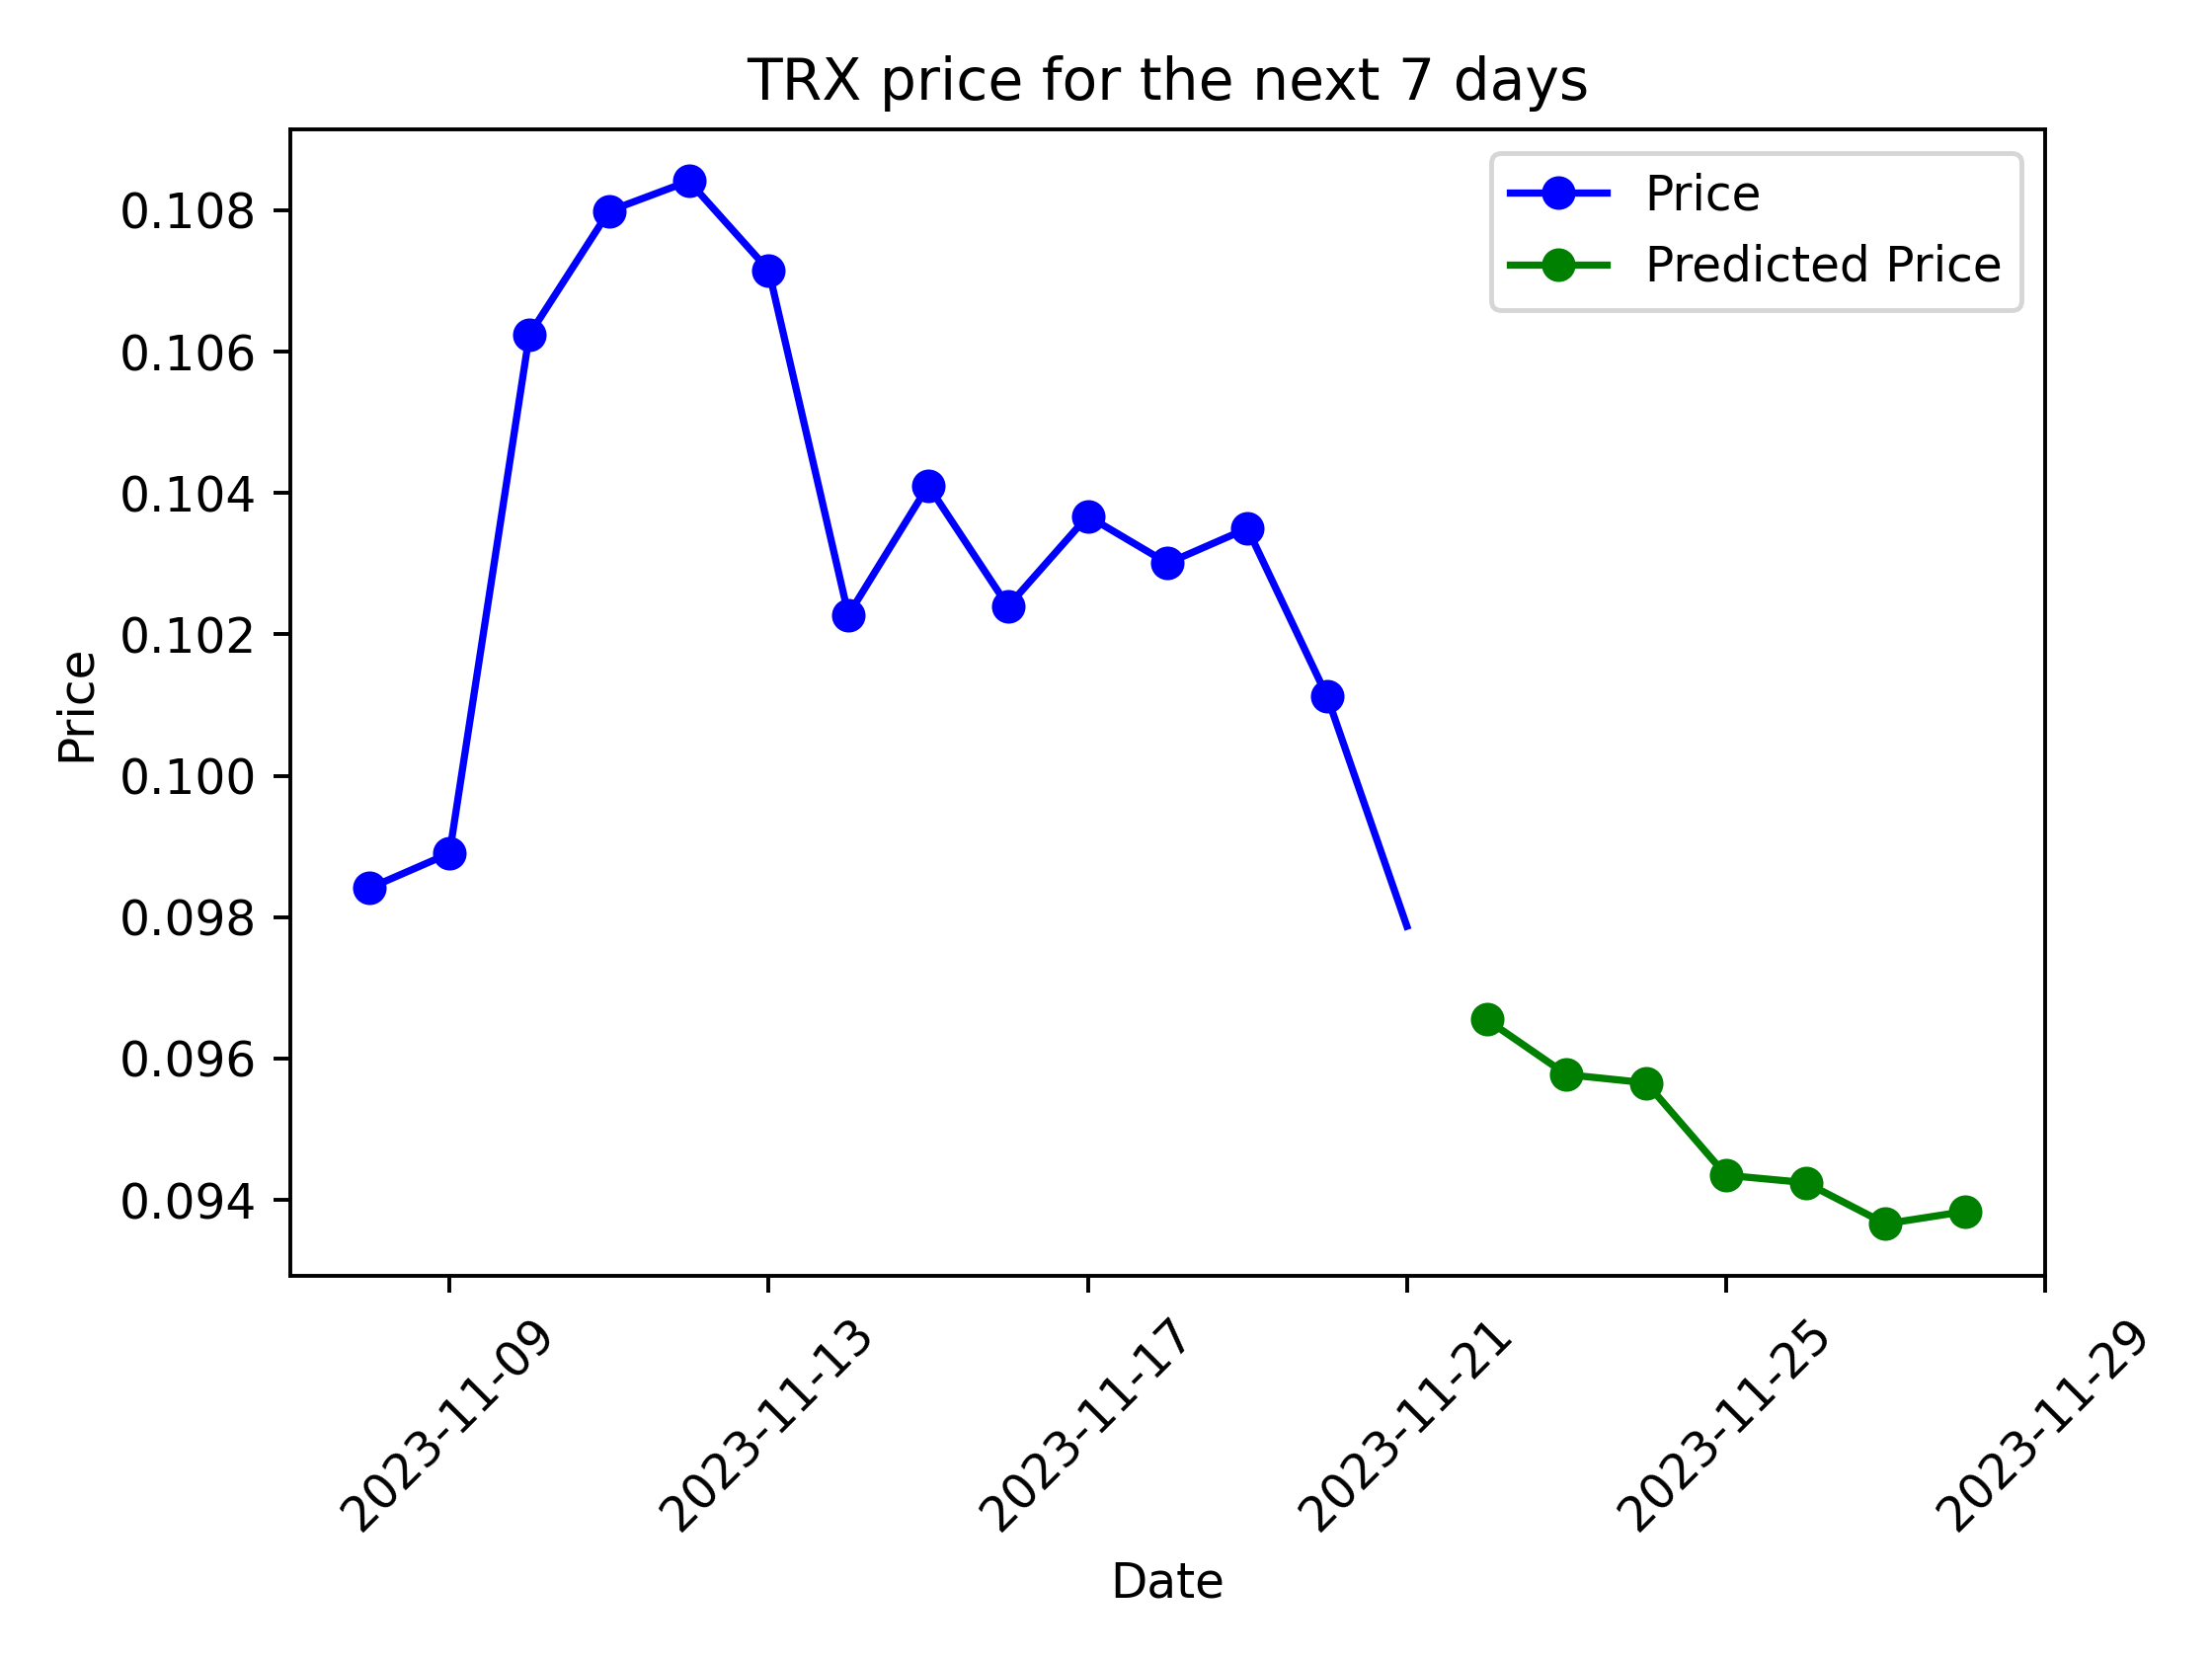 TRX price for the next 7 days
Price
Predicted Price
0.108
0.106
0.104
0.102
0.100
0.098
0.096
0.094
Price
2023-11-09
2023-11-13
2023-11-17
2023-11-21
2023-11-25
2023-11-29
Date